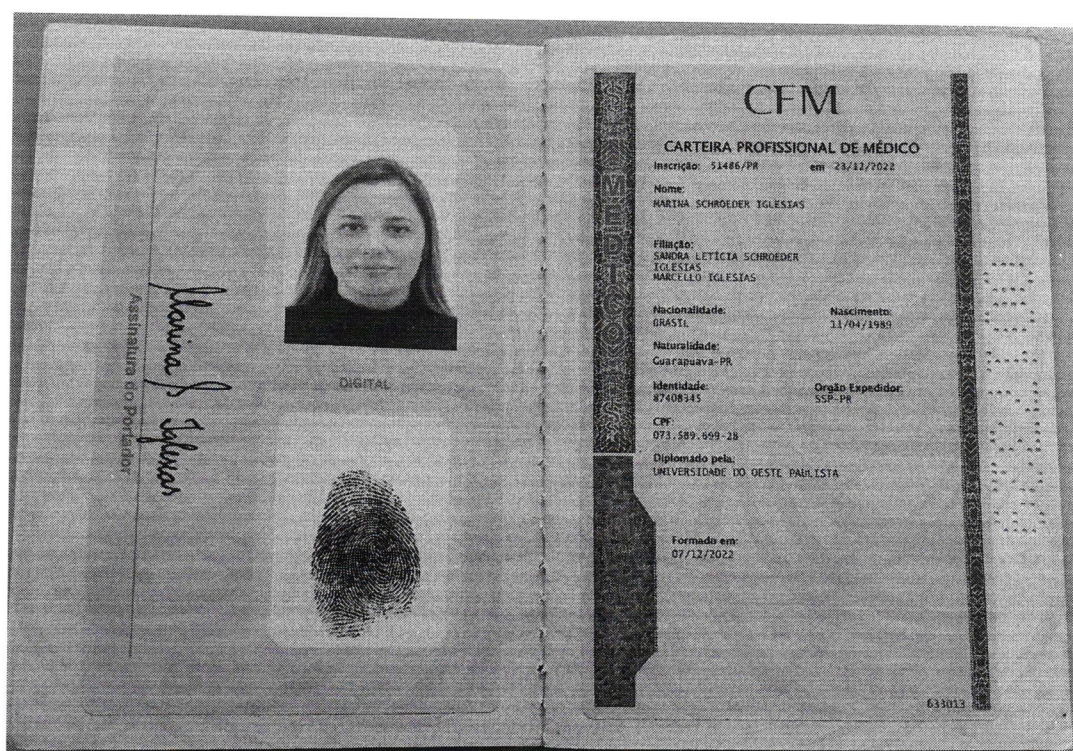 Marina S Iglesias
Assinatura do Portador
DIGITAL
CFM
CARTEIRA PROFISSIONAL DE MÉDICO
Inscrição: 51486/PR em 23/12/2022
Nome:
MARINA SCHROEDER IGLESIAS
Filiação:
SANDRA LETÍCIA SCHROEDER
IGLESIAS
MARCELLO IGLESIAS
Nacionalidade: Nascimento:
BRASIL 11/04/1989
Naturalidade:
Guarapuava-PR
Identidade: Orgão Expedidor:
87408345 SSP-PR
CPF:
073.589.699-28
Diplomado pela:
UNIVERSIDADE DO OESTE PAULISTA
Formado em:
07/12/2022
633013